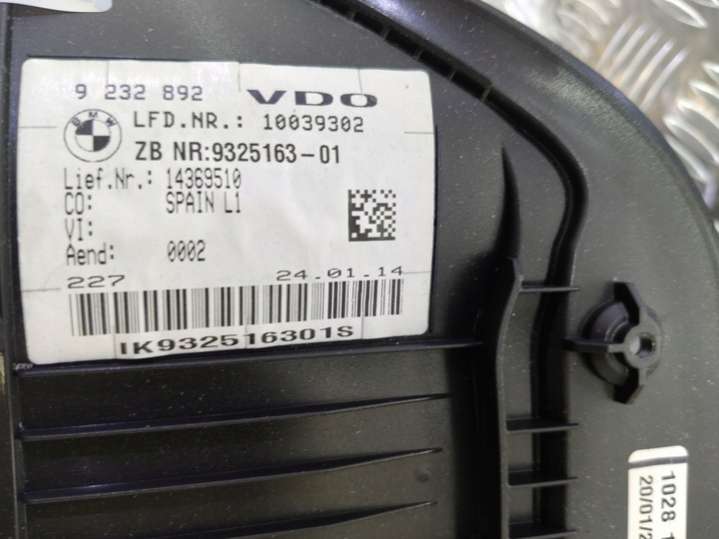 9 232 892 VDO
BMW LFD.NR.: 10039302
ZB NR:9325163-01
Lief.Nr.: 14369510
CO: SPAIN L1
VI:
Aend: 0002
227 24.01.14
IK932516301S
1028
20/01/